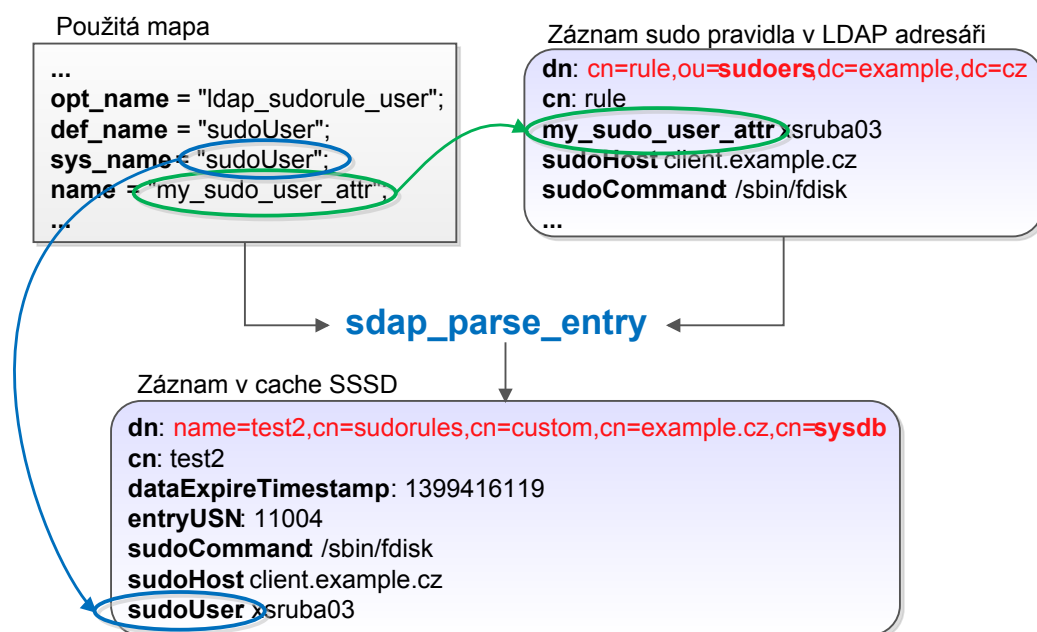 Použitá mapa
...
opt_name = "ldap_sudorule_user";
def_name = "sudoUser";
sys_name = "sudoUser";
name = "my_sudo_user_attr";
...
Záznam sudo pravidla v LDAP adresáři
dn: cn=rule,ou=sudoers,dc=example,dc=cz
cn: rule
my_sudo_user_attr: xsruba03
sudoHost: client.example.cz
sudoCommand: /sbin/fdisk
...
sdap_parse_entry
Záznam v cache SSSD
dn: name=test2,cn=sudorules,cn=custom,cn=example.cz,cn=sysdb
cn: test2
dataExpireTimestamp: 1399416119
entryUSN: 11004
sudoCommand: /sbin/fdisk
sudoHost: client.example.cz
sudoUser: xsruba03